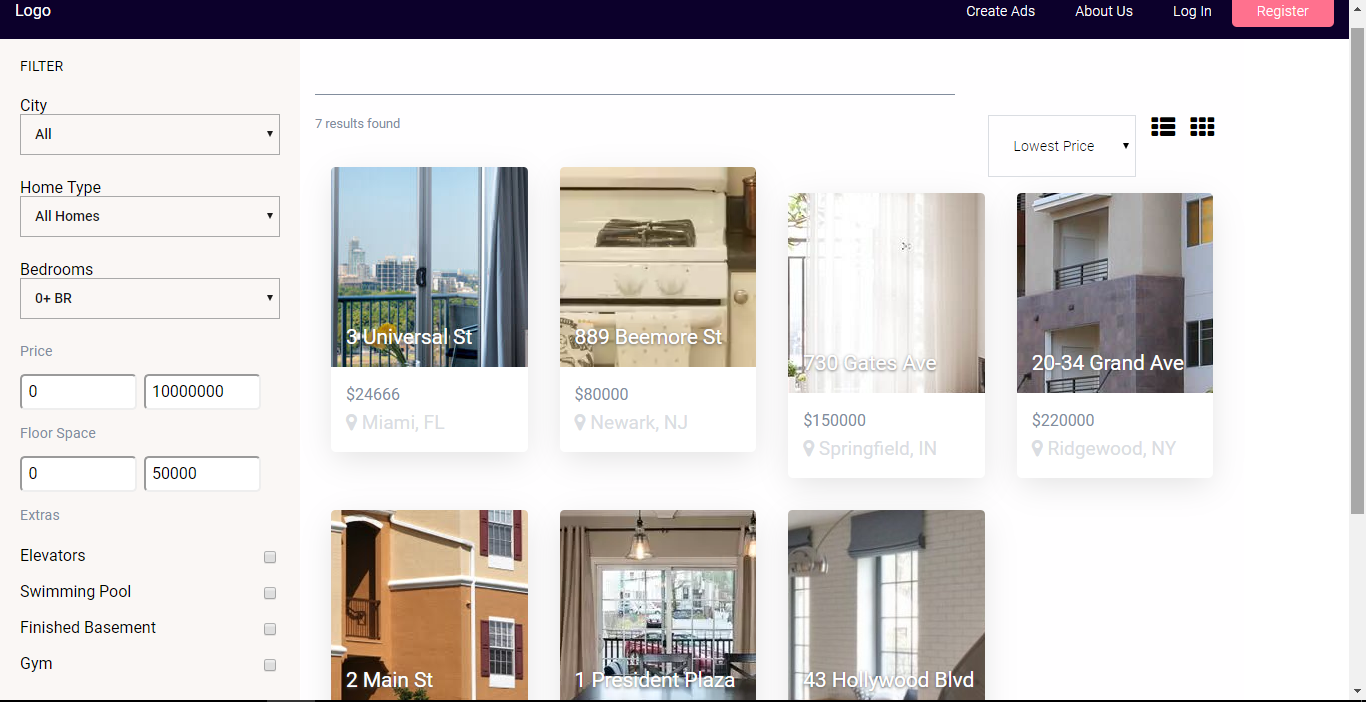 Logo
Create Ads
About Us
Log In
Register
FILTER
City
All
Home Type
All Homes
Bedrooms
0+ BR
Price
0
10000000
Floor Space
0
50000
Extras
Elevators
Swimming Pool
Finished Basement
Gym
7 results found
Lowest Price
3 Universal St
$24666
Miami, FL
889 Beemore St
$80000
Newark, NJ
730 Gates Ave
$150000
Springfield, IN
20-34 Grand Ave
$220000
Ridgewood, NY
2 Main St
1 President Plaza
43 Hollywood Blvd